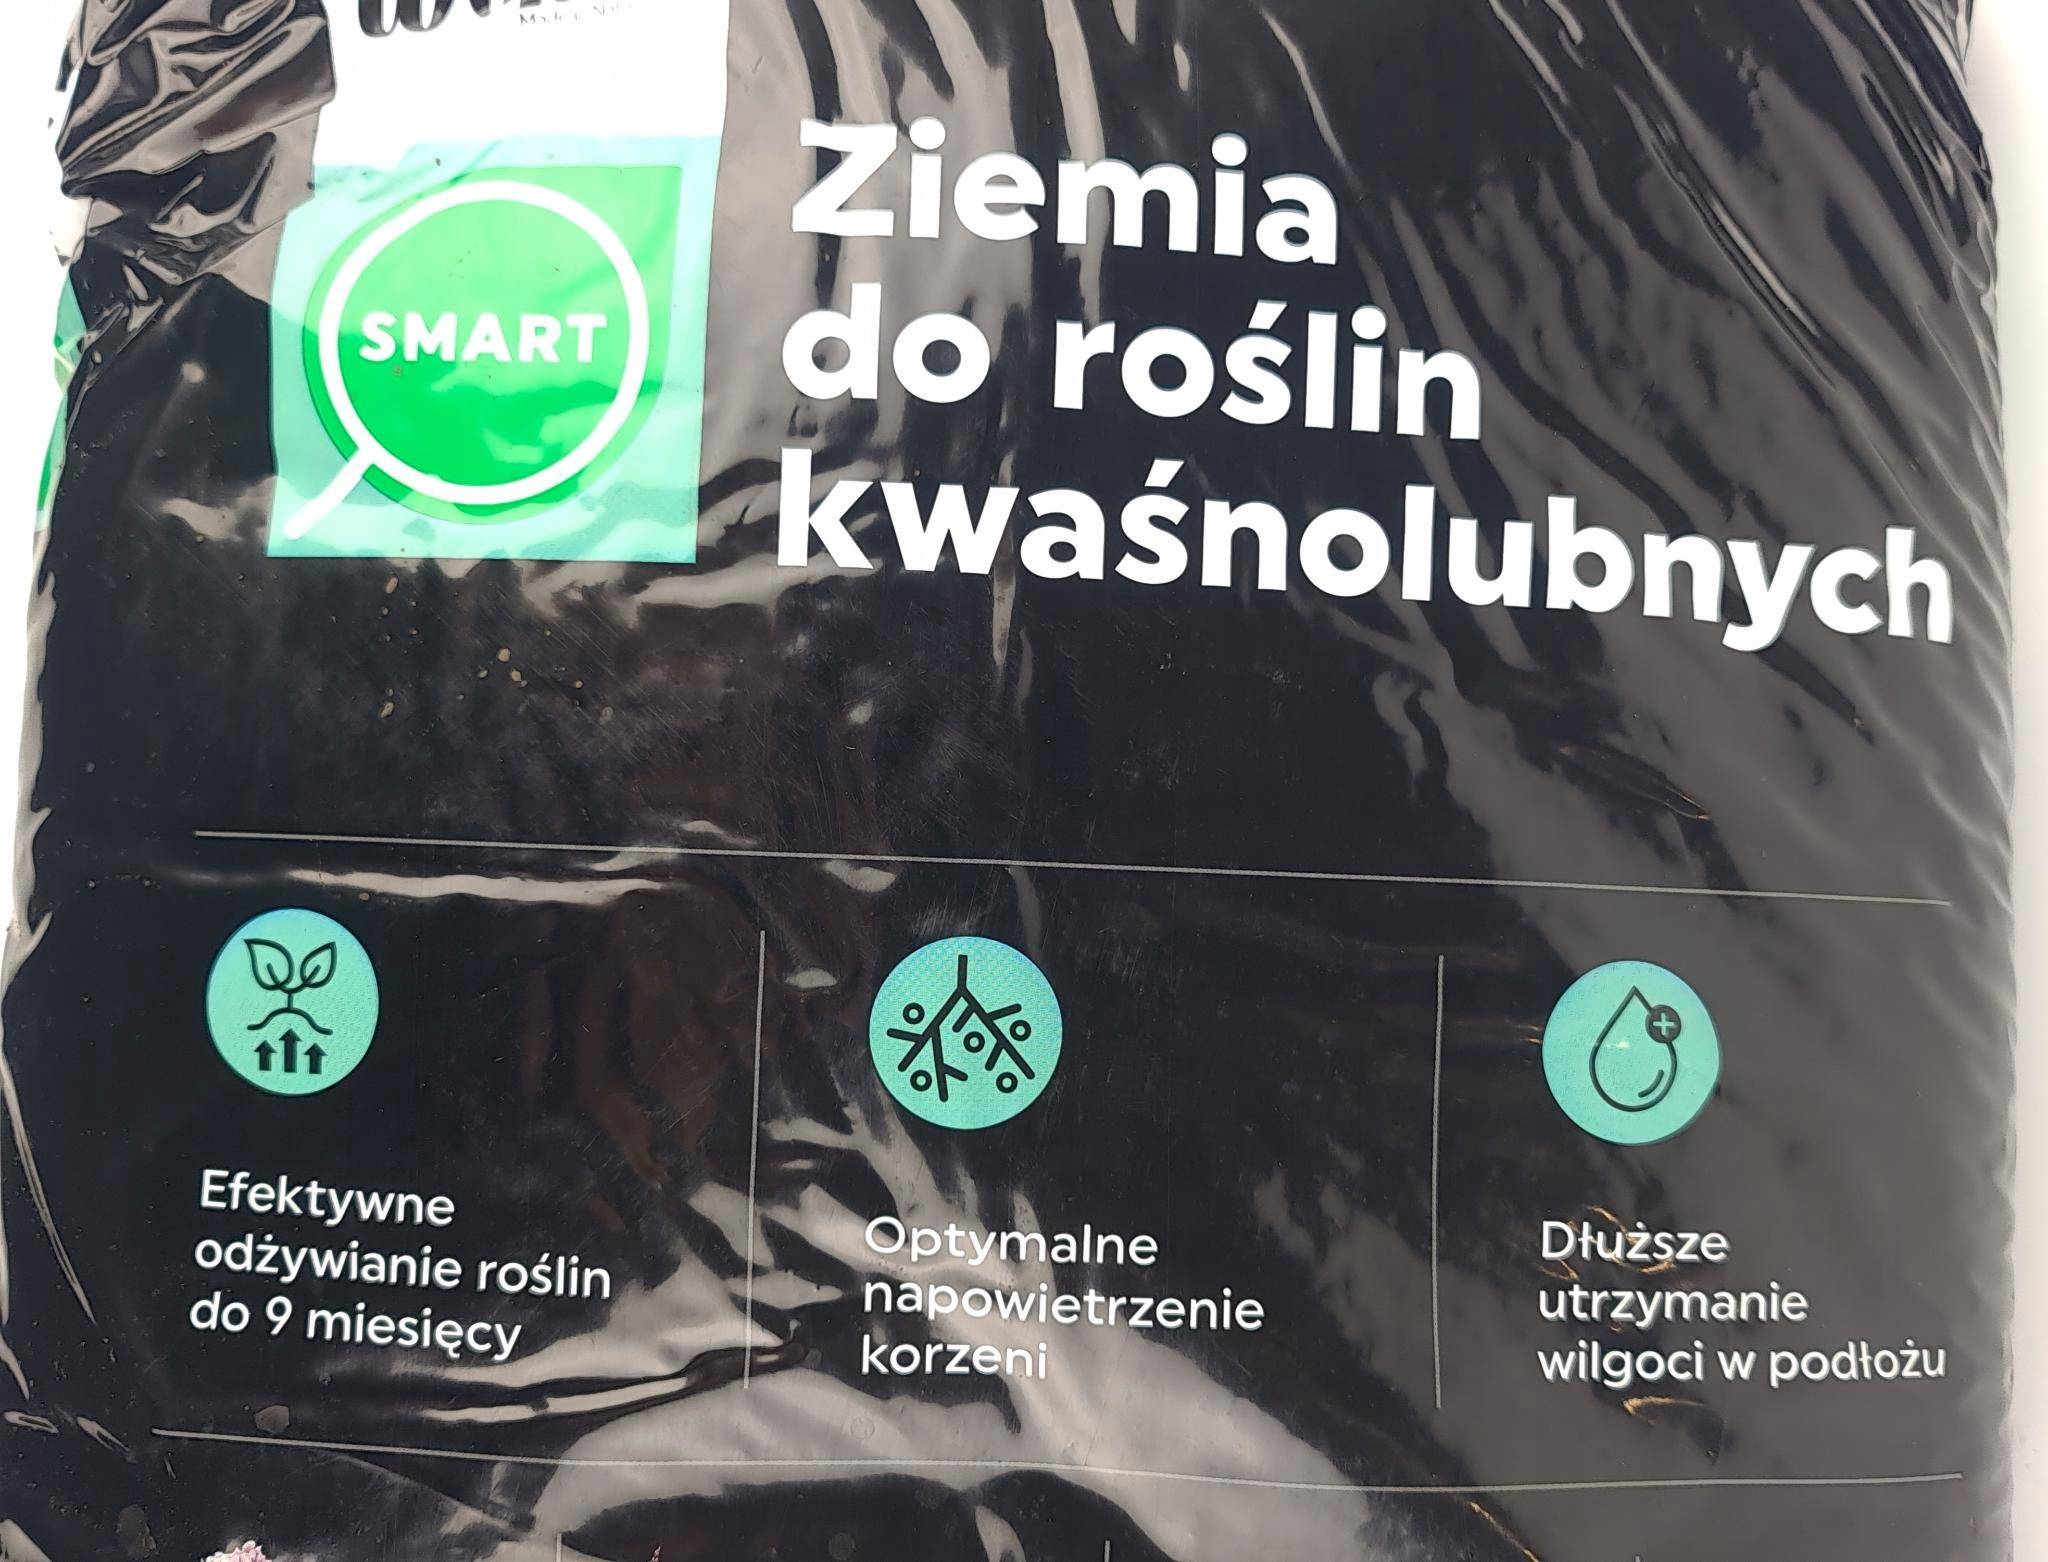 SMART
Ziemia
do roślin
kwaśnolubnych
Efektywne
odżywianie roślin
do 9 miesięcy
Optymalne
napowietrzenie
korzeni
Dłuższe
utrzymanie
wilgoci w podłożu